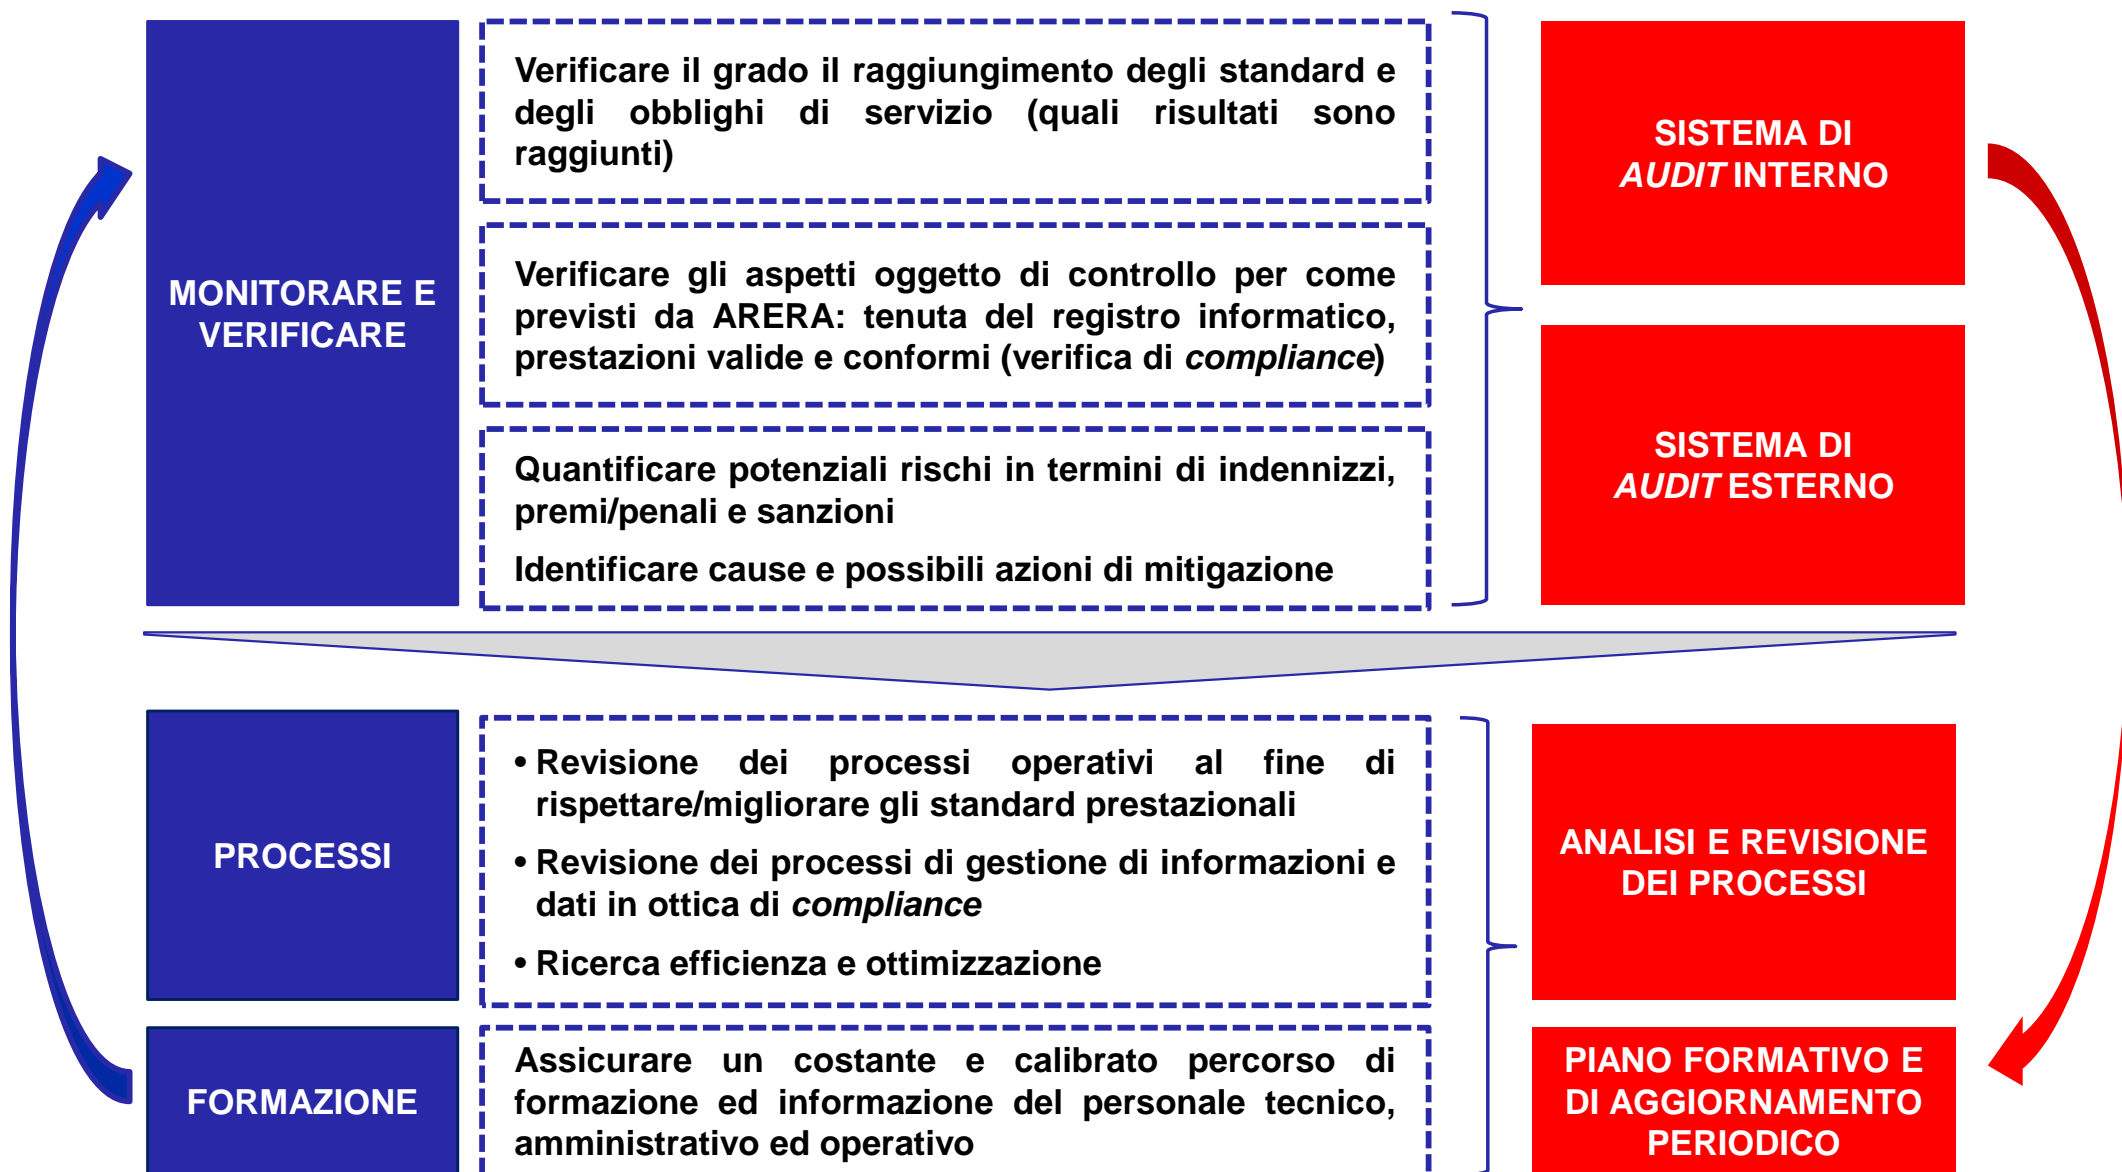 MONITORARE E
VERIFICARE
Verificare il grado il raggiungimento degli standard e
degli obblighi di servizio (quali risultati sono
raggiunti)
Verificare gli aspetti oggetto di controllo per come
previsti da ARERA: tenuta del registro informatico,
prestazioni valide e conformi (verifica di compliance)
Quantificare potenziali rischi in termini di indennizzi,
premi/penali e sanzioni
Identificare cause e possibili azioni di mitigazione
SISTEMA DI
AUDIT INTERNO
SISTEMA DI
AUDIT ESTERNO
PROCESSI
• Revisione dei processi operativi al fine di
rispettare/migliorare gli standard prestazionali
• Revisione dei processi di gestione di informazioni e
dati in ottica di compliance
• Ricerca efficienza e ottimizzazione
ANALISI E REVISIONE
DEI PROCESSI
FORMAZIONE
Assicurare un costante e calibrato percorso di
formazione ed informazione del personale tecnico,
amministrativo ed operativo
PIANO FORMATIVO E
DI AGGIORNAMENTO
PERIODICO